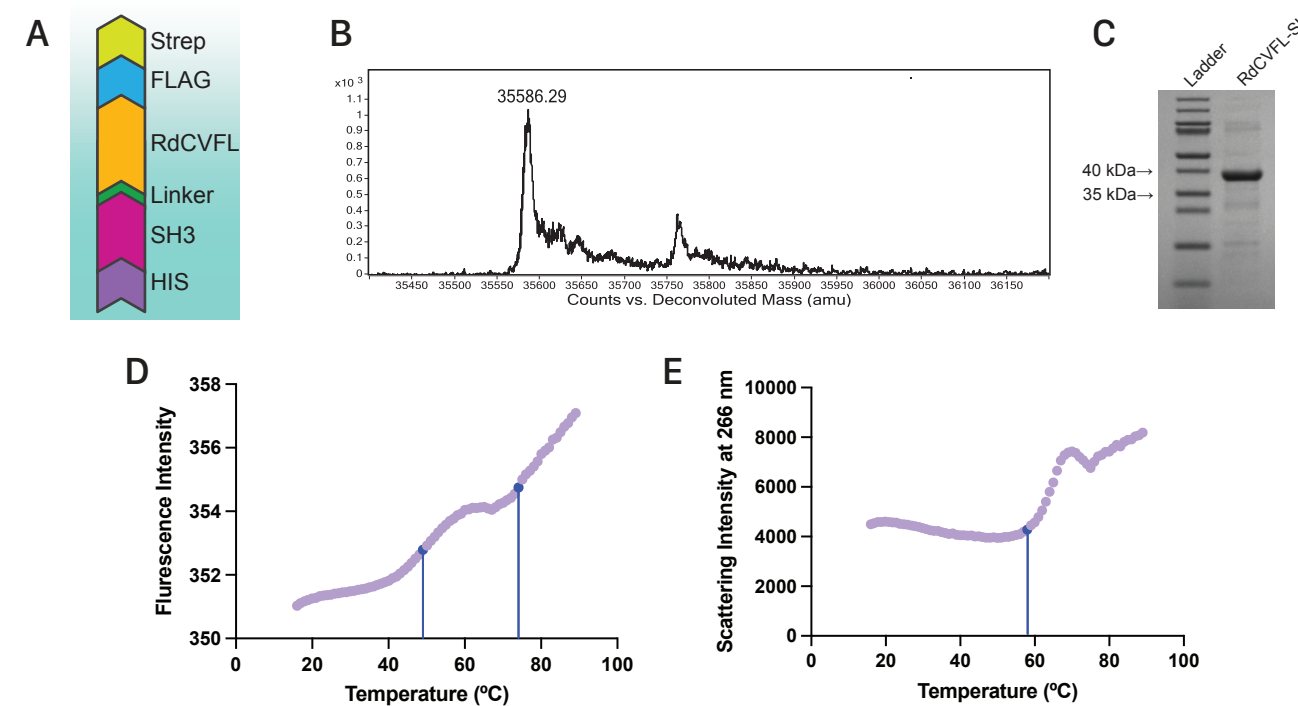 A
Strep
FLAG
RdCVFL
Linker
SH3
HIS
B
x10 3
1.1
1
0.9
0.8
0.7
0.6
0.5
0.4
0.3
0.2
0.1
0
35586.29
35450 35500 35550 35600 35650 35700 35750 35800 35850 35900 35950 36000 36050 36100 36150
Counts vs. Deconvoluted Mass (amu)
C
Ladder
40 kDa→
35 kDa→
D
Flurescence Intensity
358
356
354
352
350
0 20 40 60 80 100
Temperature (ºC)
E
Scattering Intensity at 266 nm
10000
8000
6000
4000
2000
0
0 20 40 60 80 100
Temperature (ºC)